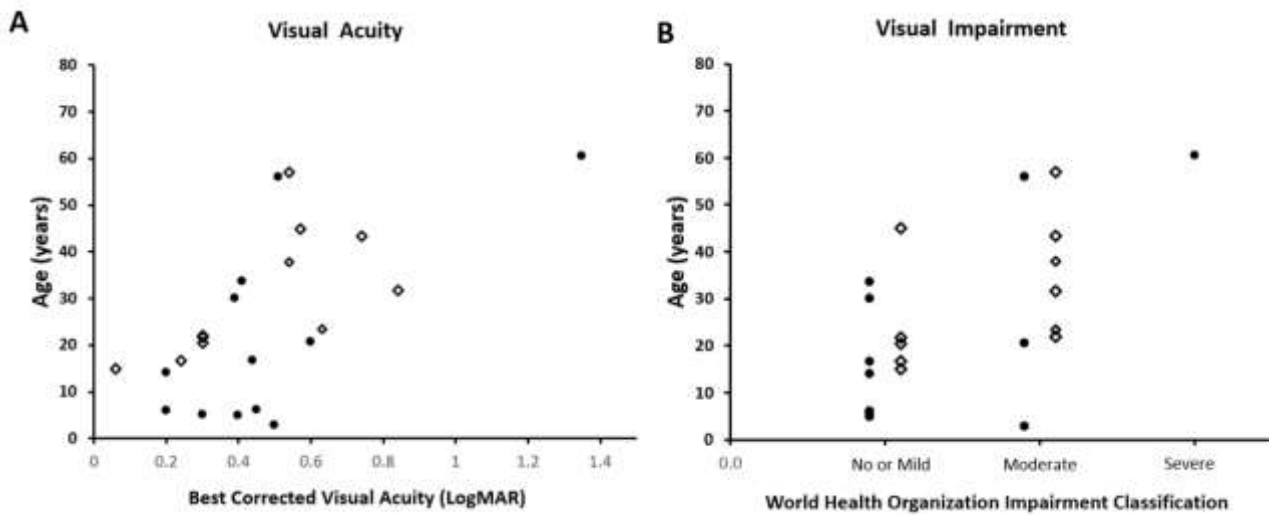 A
Visual Acuity
80
70
60
50
40
30
20
10
0
Age (years)
0 0.2 0.4 0.6 0.8 1 1.2 1.4
Best Corrected Visual Acuity (LogMAR)
B
Visual Impairment
80
70
60
50
40
30
20
10
0
Age (years)
0.0 No or Mild Moderate Severe
World Health Organization Impairment Classification